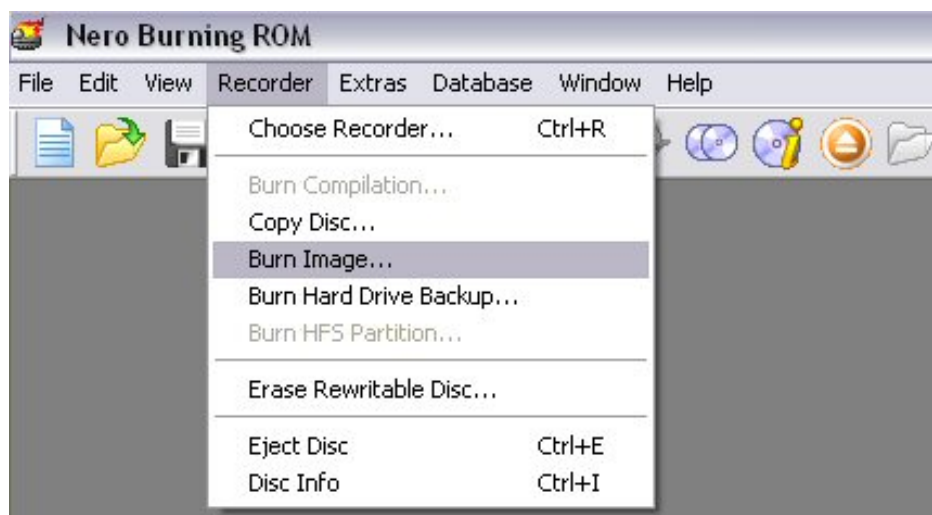 Nero Burning ROM
File Edit View Recorder Extras Database Window Help
Choose Recorder... Ctrl+R
Burn Compilation...
Copy Disc...
Burn Image...
Burn Hard Drive Backup...
Burn HFS Partition...
Erase Rewritable Disc...
Eject Disc Ctrl+E
Disc Info Ctrl+I